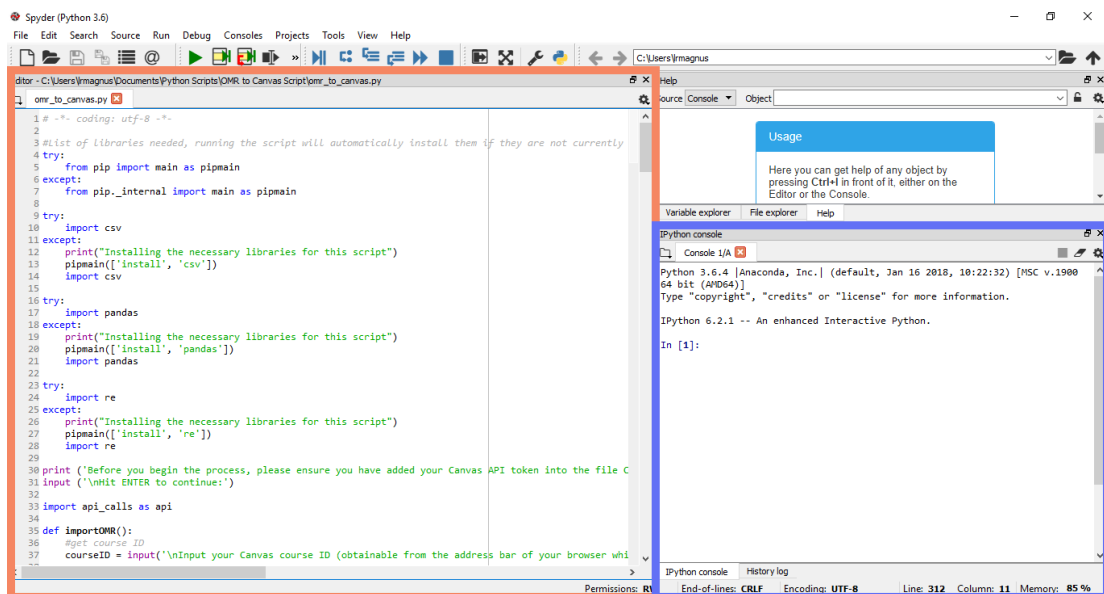 Spyder (Python 3.6)
File Edit Search Source Run Debug Consoles Projects Tools View Help
C:\Users\lrmagnus
ditor - C:\Users\lrmagnus\Documents\Python Scripts\OMR to Canvas Script\omr_to_canvas.py
omr_to_canvas.py
1 # -*- coding: utf-8 -*-
2
3 #List of libraries needed, running the script will automatically install them if they are not currently
4 try:
5     from pip import main as pipmain
6 except:
7     from pip._internal import main as pipmain
8
9 try:
10     import csv
11 except:
12     print("Installing the necessary libraries for this script")
13     pipmain(['install', 'csv'])
14     import csv
15
16 try:
17     import pandas
18 except:
19     print("Installing the necessary libraries for this script")
20     pipmain(['install', 'pandas'])
21     import pandas
22
23 try:
24     import re
25 except:
26     print("Installing the necessary libraries for this script")
27     pipmain(['install', 're'])
28     import re
29
30 print ('Before you begin the process, please ensure you have added your Canvas API token into the file C
31 input ('\nHit ENTER to continue:')
32
33 import api_calls as api
34
35 def importOMR():
36     #get course ID
37     courseID = input('\nInput your Canvas course ID (obtainable from the address bar of your browser whi
Help
ource Console Object
Usage
Here you can get help of any object by
pressing Ctrl+I in front of it, either on the
Editor or the Console.
Variable explorer File explorer Help
IPython console
Console 1/A
Python 3.6.4 |Anaconda, Inc.| (default, Jan 16 2018, 10:22:32) [MSC v.1900
64 bit (AMD64)]
Type "copyright", "credits" or "license" for more information.
IPython 6.2.1 -- An enhanced Interactive Python.
In [1]:
IPython console History log
Permissions: RW End-of-lines: CRLF Encoding: UTF-8 Line: 312 Column: 11 Memory: 85 %